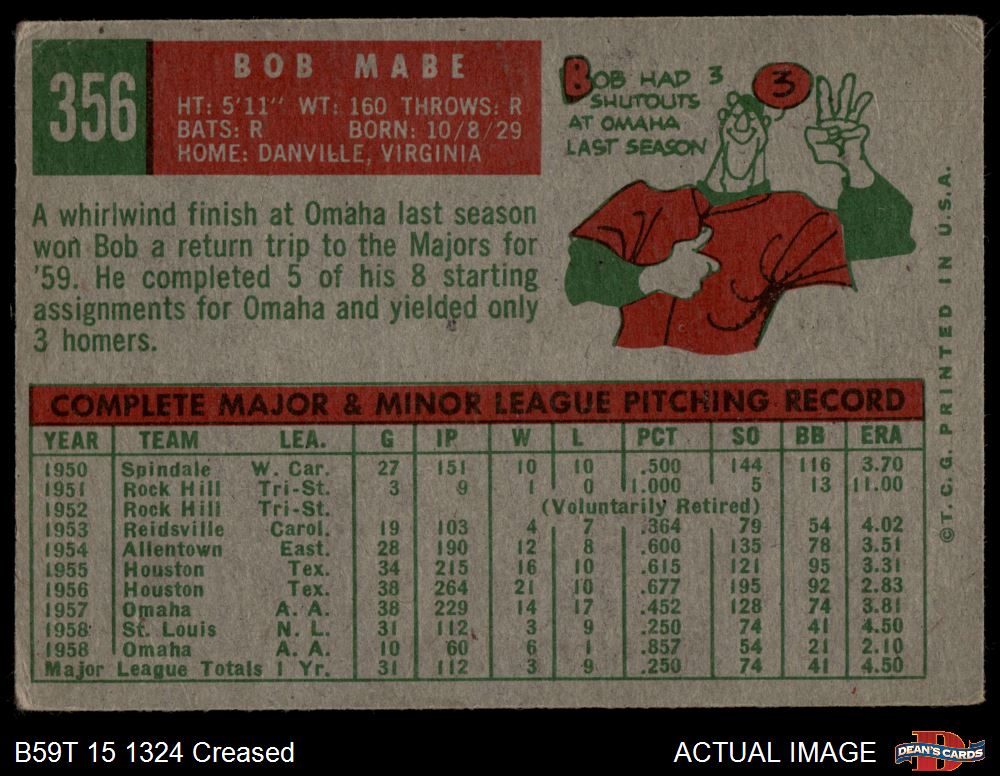 356
BOB MABE
HT: 5'11" WT: 160 THROWS: R
BATS: R BORN: 10/8/29
HOME: DANVILLE, VIRGINIA
BOB HAD 3
SHUTOUTS
AT OMAHA
LAST SEASON
3
A whirlwind finish at Omaha last season
won Bob a return trip to the Majors for
'59. He completed 5 of his 8 starting
assignments for Omaha and yielded only
3 homers.
COMPLETE MAJOR & MINOR LEAGUE PITCHING RECORD
YEAR TEAM LEA. G IP W L PCT SO BB ERA
1950 Spindale W. Car. 27 151 10 10 .500 144 116 3.70
1951 Rock Hill Tri-St. 3 9 1 0 1.000 5 13 11.00
1952 Rock Hill Tri-St. (Voluntarily Retired)
1953 Reidsville Carol. 19 103 4 7 .364 79 54 4.02
1954 Allentown East. 28 190 12 8 .600 135 78 3.51
1955 Houston Tex. 34 215 16 10 .615 121 95 3.31
1956 Houston Tex. 38 264 21 10 .677 195 92 2.83
1957 Omaha A. A. 38 229 14 17 .452 128 74 3.81
1958 St. Louis N. L. 31 112 3 9 .250 74 41 4.50
1958 Omaha A. A. 10 60 6 1 .857 54 21 2.10
Major League Totals 1 Yr. 31 112 3 9 .250 74 41 4.50
©T. C. G. PRINTED IN U.S.A.
B59T 15 1324 Creased
ACTUAL IMAGE
DEAN'S CARDS